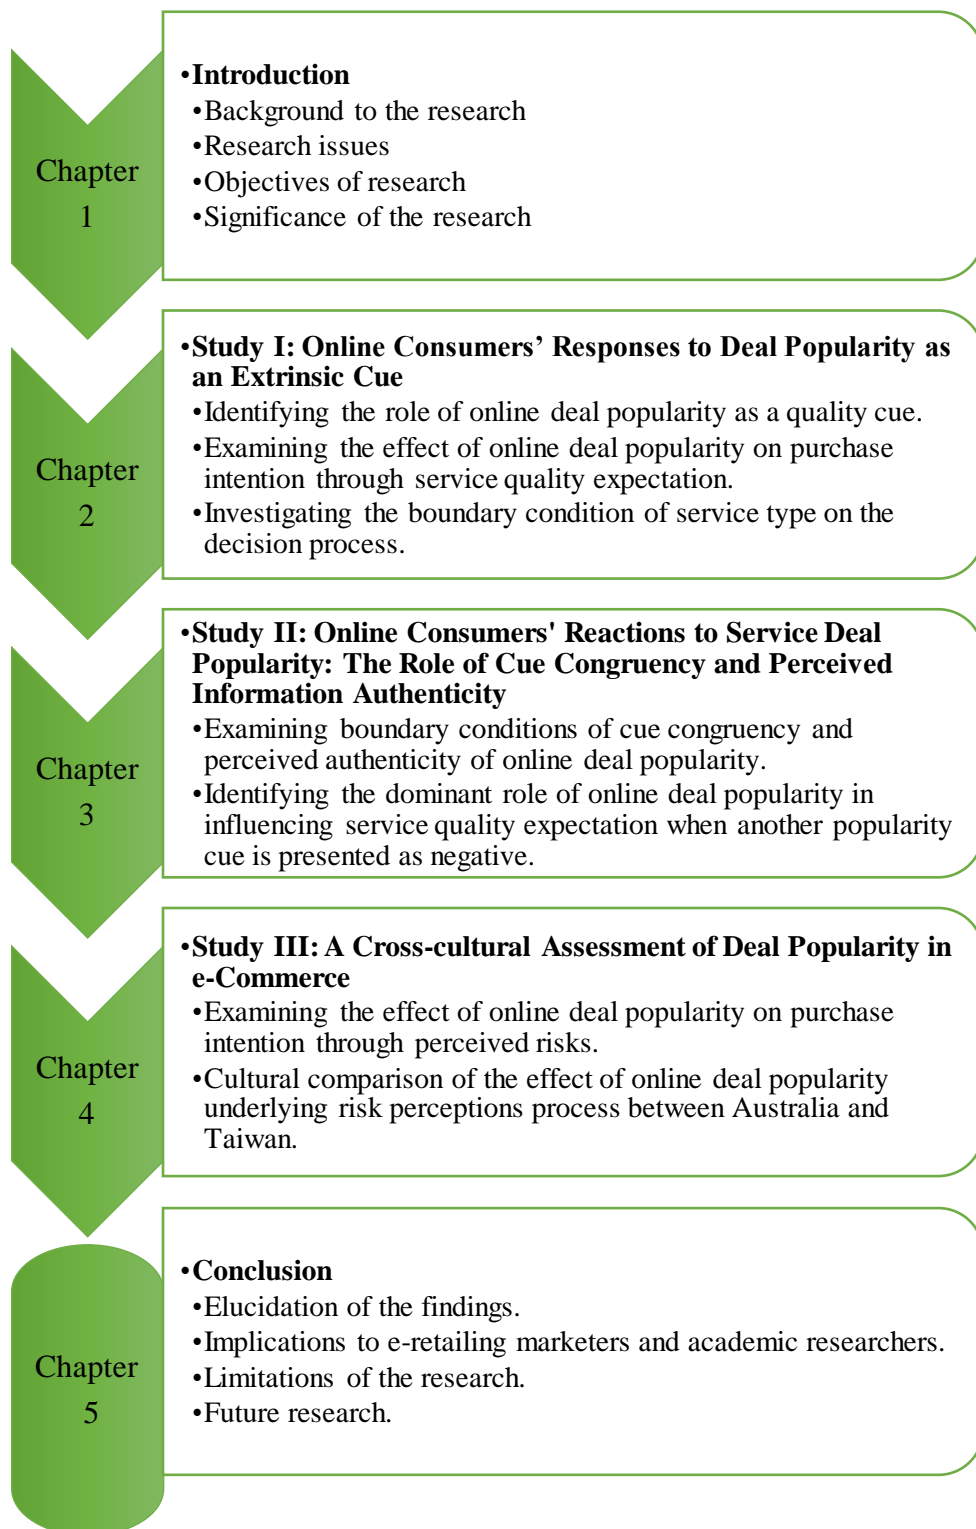 Chapter
1
•Introduction
•Background to the research
•Research issues
•Objectives of research
•Significance of the research
Chapter
2
•Study I: Online Consumers’ Responses to Deal Popularity as
an Extrinsic Cue
•Identifying the role of online deal popularity as a quality cue.
•Examining the effect of online deal popularity on purchase
intention through service quality expectation.
•Investigating the boundary condition of service type on the
decision process.
Chapter
3
•Study II: Online Consumers' Reactions to Service Deal
Popularity: The Role of Cue Congruency and Perceived
Information Authenticity
•Examining boundary conditions of cue congruency and
perceived authenticity of online deal popularity.
•Identifying the dominant role of online deal popularity in
influencing service quality expectation when another popularity
cue is presented as negative.
Chapter
4
•Study III: A Cross-cultural Assessment of Deal Popularity in
e-Commerce
•Examining the effect of online deal popularity on purchase
intention through perceived risks.
•Cultural comparison of the effect of online deal popularity
underlying risk perceptions process between Australia and
Taiwan.
Chapter
5
•Conclusion
•Elucidation of the findings.
•Implications to e-retailing marketers and academic researchers.
•Limitations of the research.
•Future research.